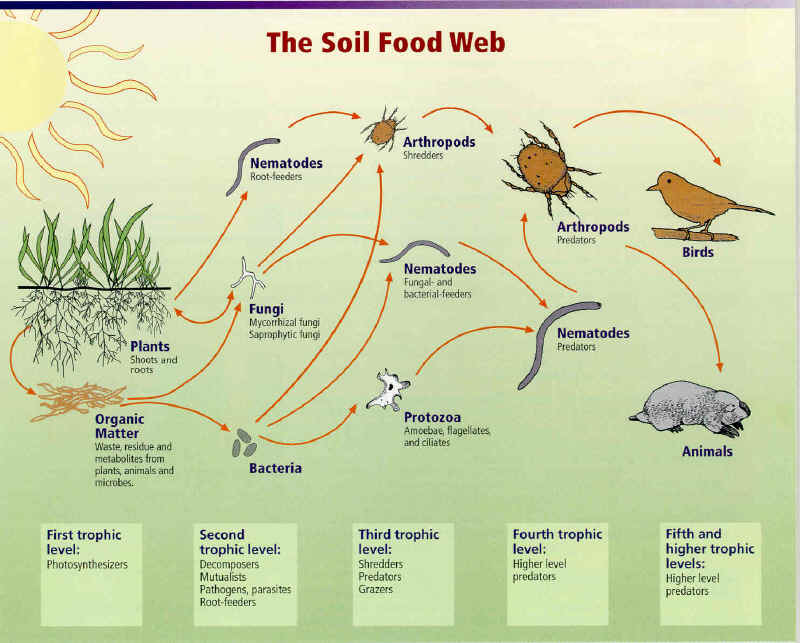 The Soil Food Web
Nematodes
Root-feeders
Arthropods
Shredders
Arthropods
Predators
Birds
Nematodes
Fungal- and
bacterial-feeders
Fungi
Mycorrhizal fungi
Saprophytic fungi
Nematodes
Predators
Plants
Shoots and
roots
Organic
Matter
Waste, residue and
metabolites from
plants, animals and
microbes.
Bacteria
Protozoa
Amoebae, flagellates,
and ciliates
Animals
First trophic
level:
Photosynthesizers
Second
trophic level:
Decomposers
Mutualists
Pathogens, parasites
Root-feeders
Third trophic
level:
Shredders
Predators
Grazers
Fourth trophic
level:
Higher level
predators
Fifth and
higher trophic
levels:
Higher level
predators